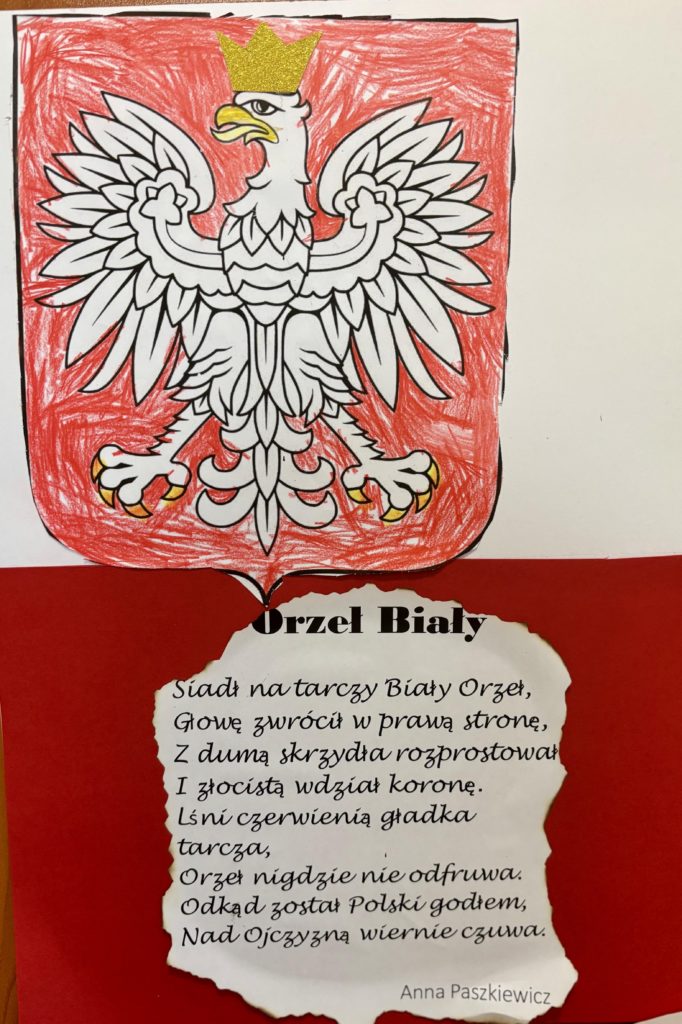 Orzeł Biały
Siadł na tarczy Biały Orzeł,
Głowę zwrócił w prawą stronę,
Z dumą skrzydła rozprostował
I złocistą wdział koronę.
Lśni czerwienią gładka
tarcza,
Orzeł nigdzie nie odfruwa.
Odkąd został Polski godłem,
Nad Ojczyzną wiernie czuwa.
Anna Paszkiewicz